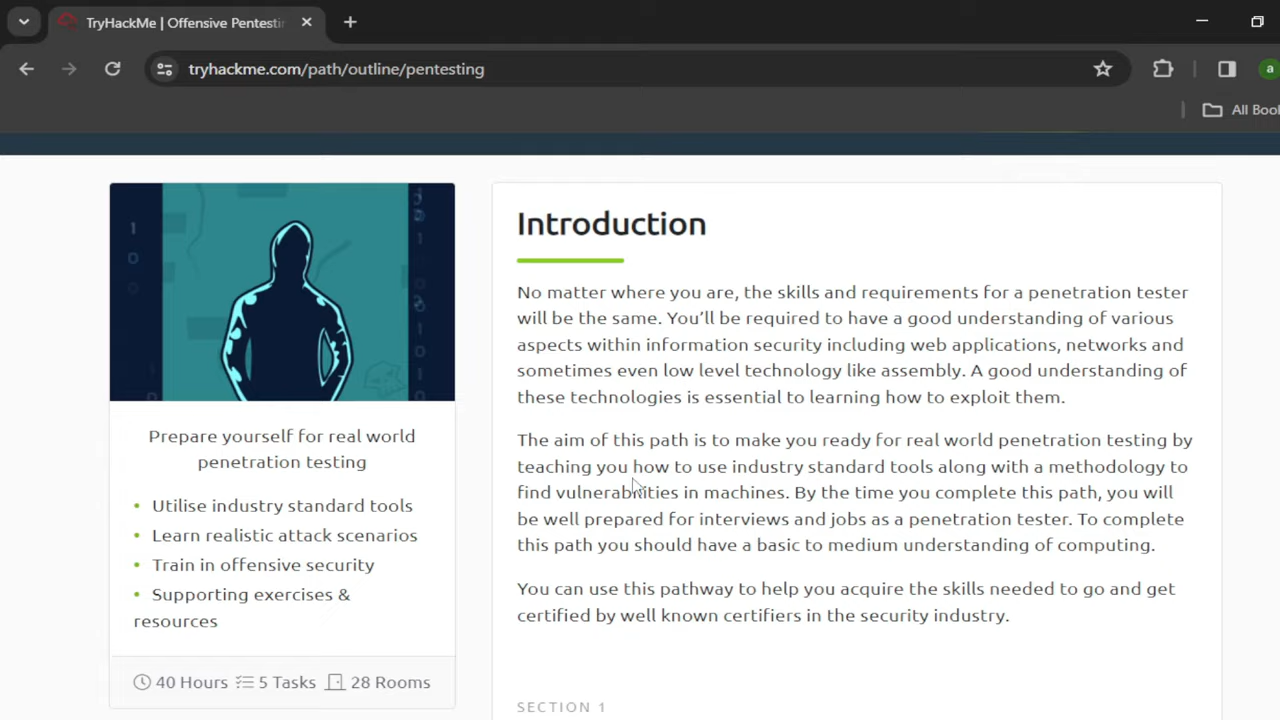 TryHackMe | Offensive Pentestin
tryhackme.com/path/outline/pentesting
a
All Book
Introduction
No matter where you are, the skills and requirements for a penetration tester
will be the same. You’ll be required to have a good understanding of various
aspects within information security including web applications, networks and
sometimes even low level technology like assembly. A good understanding of
these technologies is essential to learning how to exploit them.
The aim of this path is to make you ready for real world penetration testing by
teaching you how to use industry standard tools along with a methodology to
find vulnerabilities in machines. By the time you complete this path, you will
be well prepared for interviews and jobs as a penetration tester. To complete
this path you should have a basic to medium understanding of computing.
You can use this pathway to help you acquire the skills needed to go and get
certified by well known certifiers in the security industry.
Prepare yourself for real world
penetration testing
• Utilise industry standard tools
• Learn realistic attack scenarios
• Train in offensive security
• Supporting exercises &
resources
40 Hours 5 Tasks 28 Rooms
SECTION 1